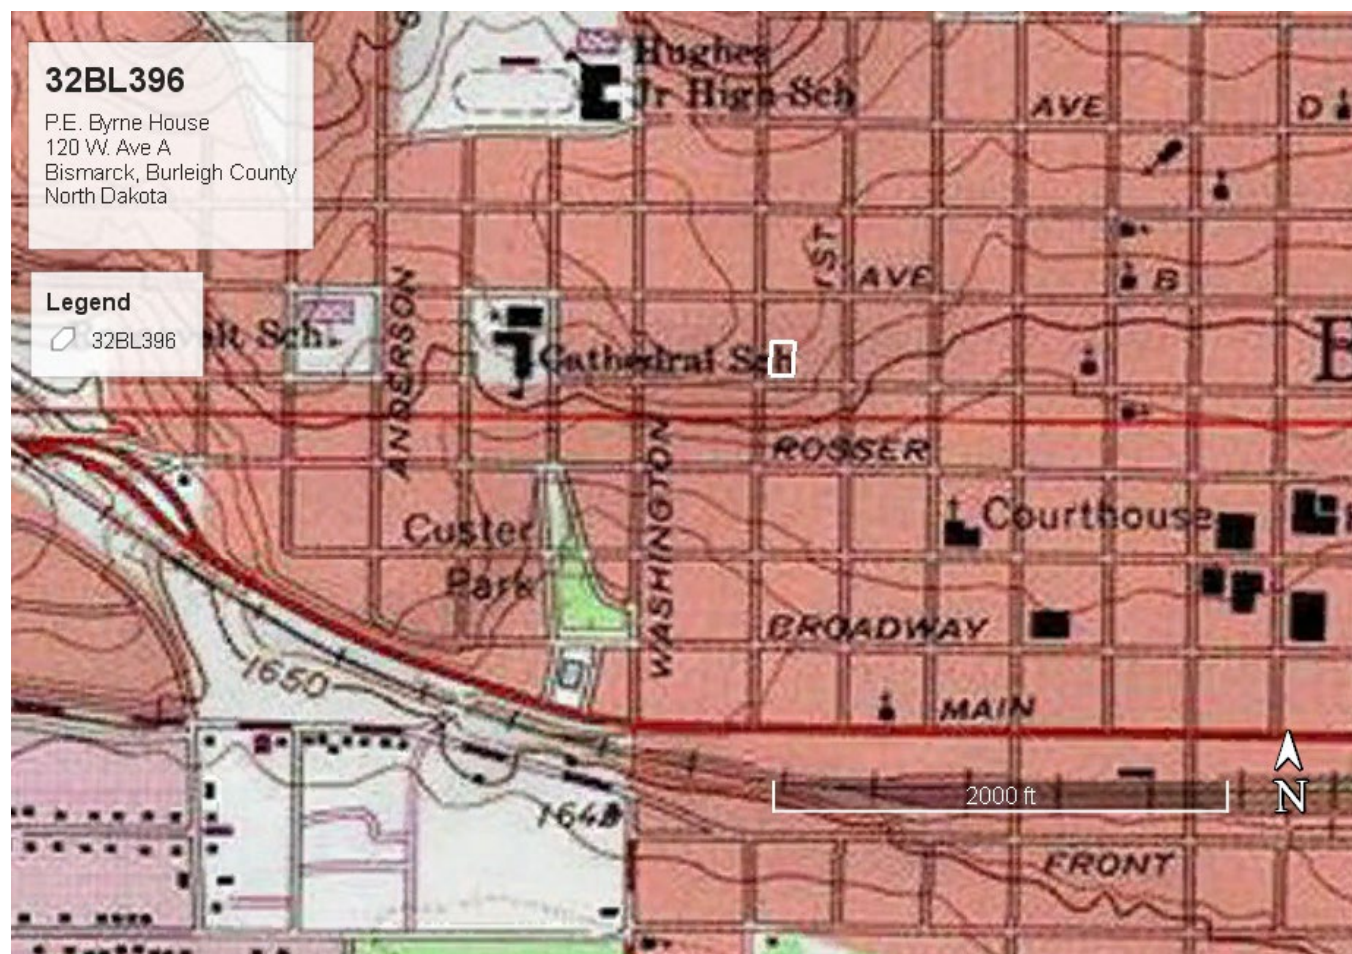 32BL396
P.E. Byrne House
120 W. Ave A
Bismarck, Burleigh County
North Dakota
Legend
32BL396
Hughes
Jr High Sch
AVE D
1ST
AVE B
ANDERSON
Sch
Cathedral Sch
ROSSER
WASHINGTON
Custer
Park
Courthouse
BROADWAY
1650
MAIN
2000 ft
N
FRONT